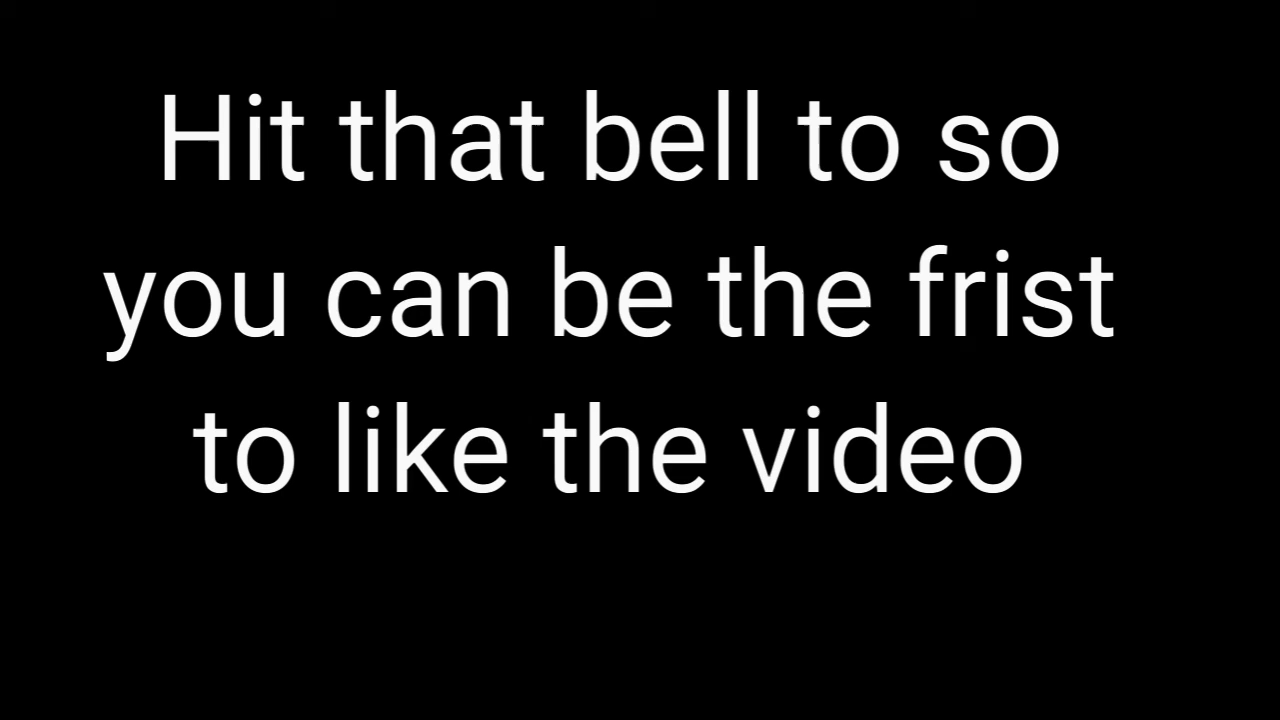 Hit that bell to so
you can be the frist
to like the video